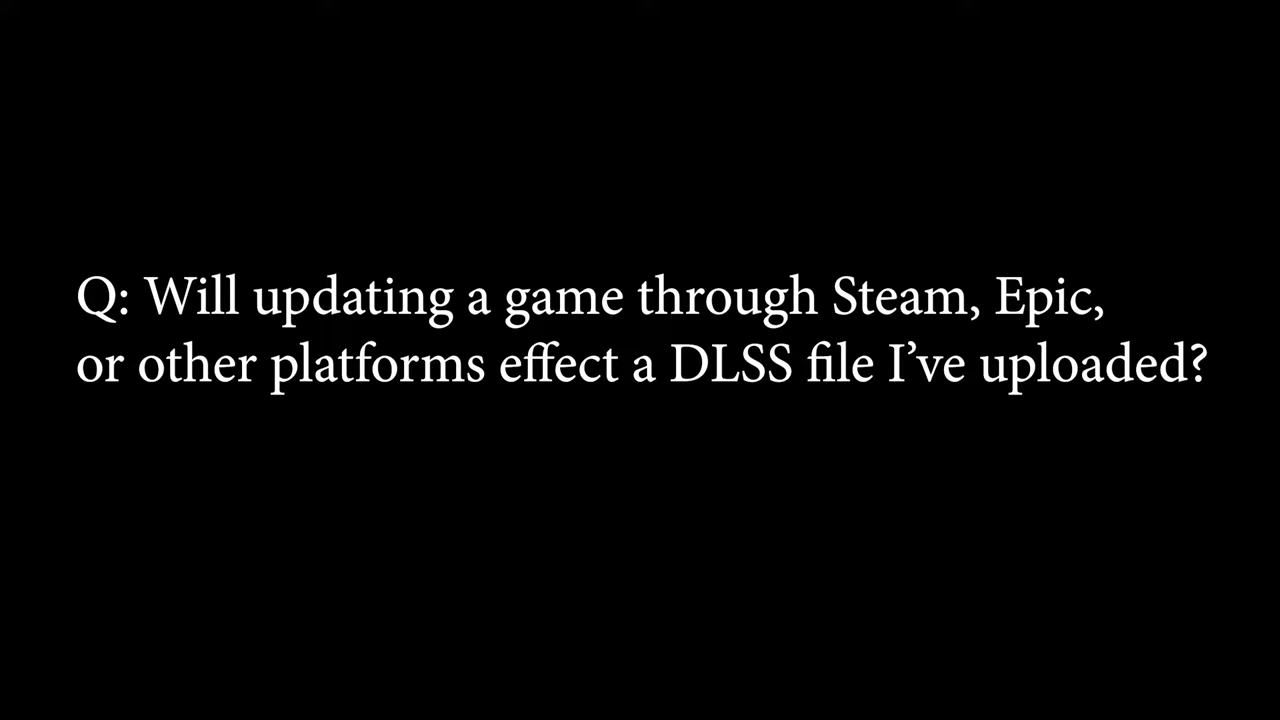 Q: Will updating a game through Steam, Epic,
or other platforms effect a DLSS file I’ve uploaded?